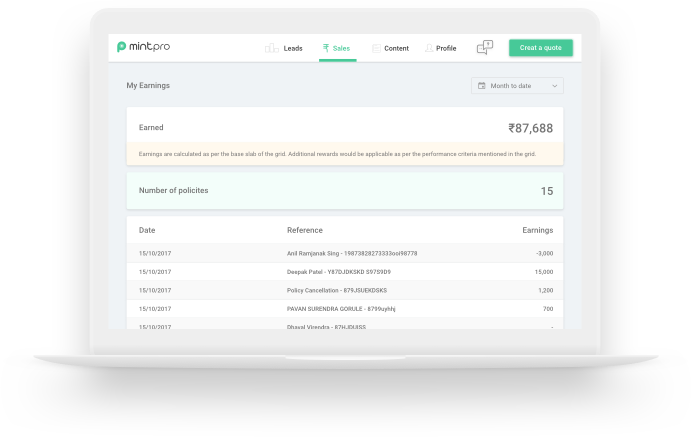 mintpro
Leads
₹ Sales
Content
Profile
Creat a quote
My Earnings
Month to date
Earned
₹87,688
Earnings are calculated as per the base slab of the grid. Additional rewards would be applicable as per the performance criteria mentioned in the grid.
Number of policites
15
Date Reference Earnings
15/10/2017 Anil Ramjanak Sing - 19873828273333ooi98778 -3,000
15/10/2017 Deepak Patel - Y87DJDKSKD S97S9D9 15,000
15/10/2017 Policy Cancellation - 879JSUEKDSKS 1,200
15/10/2017 PAVAN SURENDRA GORULE - 8799uyhhj 700
15/10/2017 Dhaval Virendra - 87HJDUISS -